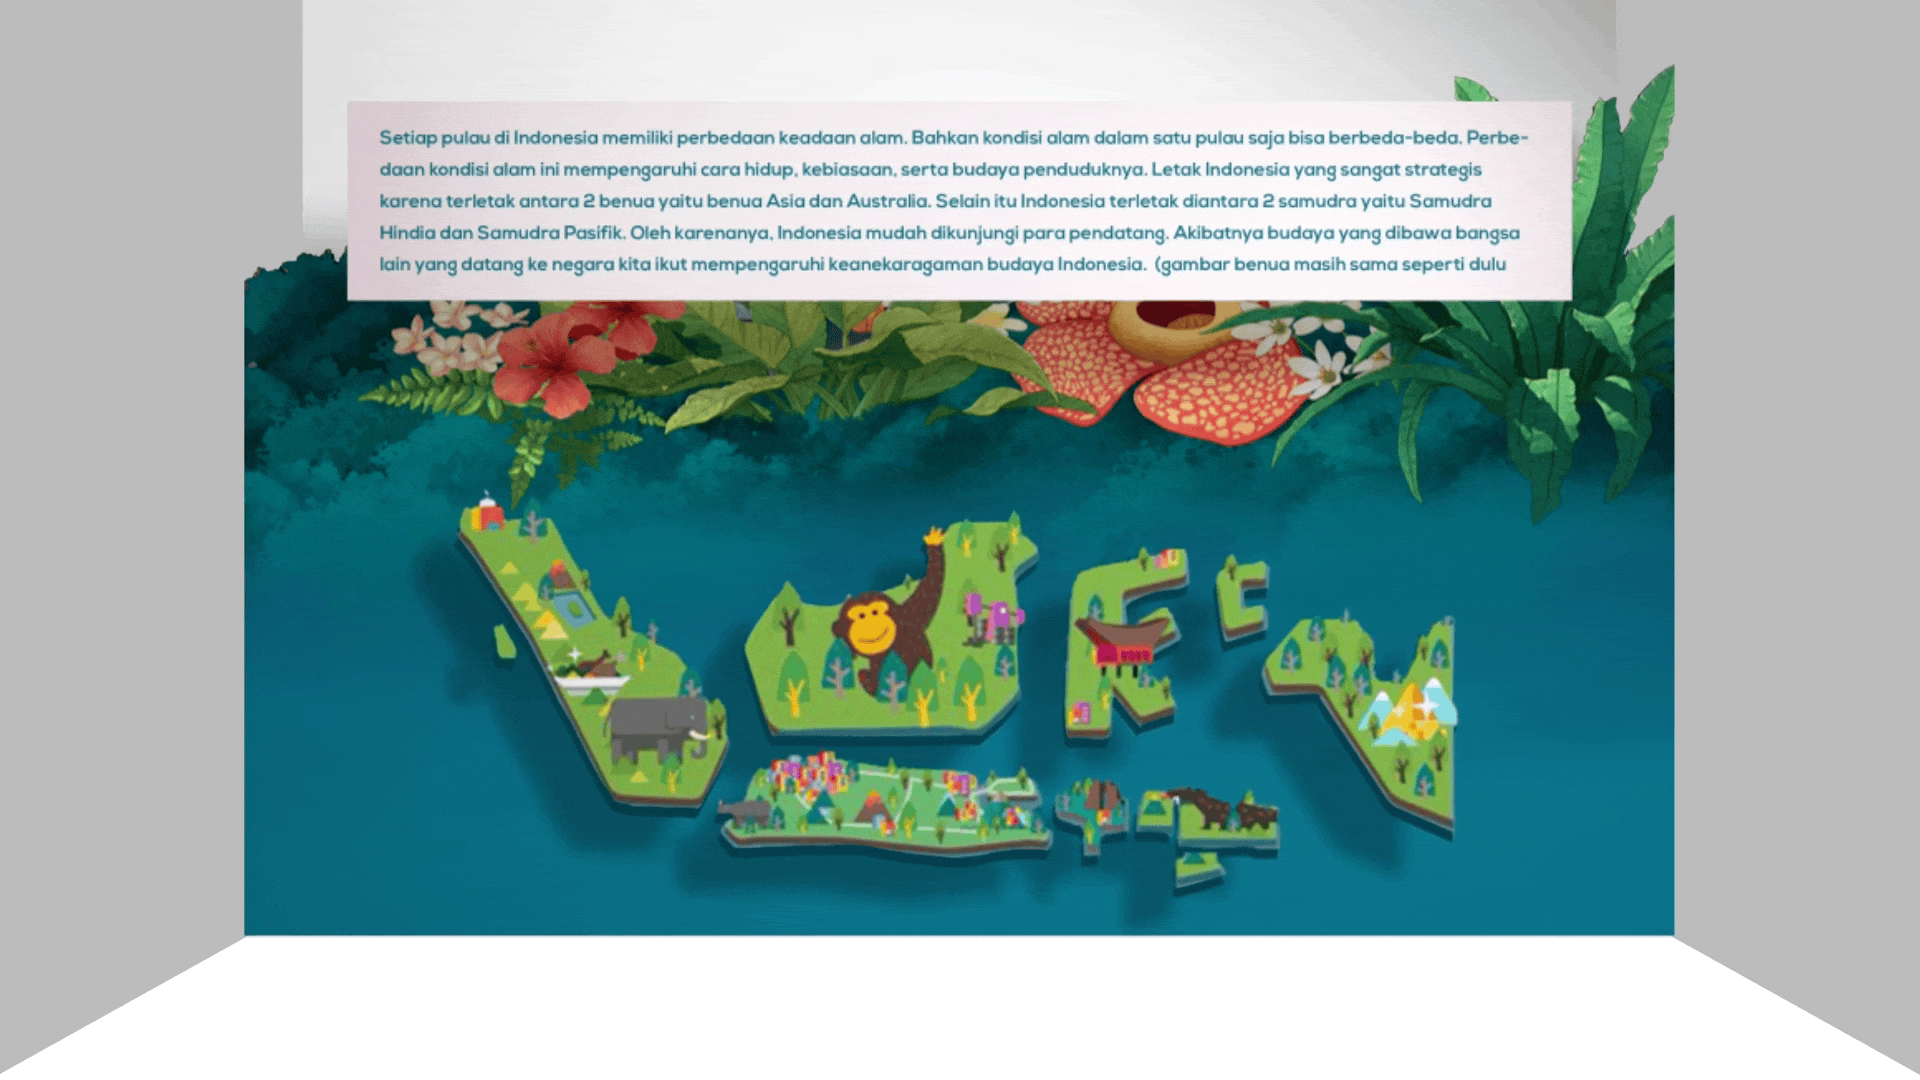 Setiap pulau di Indonesia memiliki perbedaan keadaan alam. Bahkan kondisi alam dalam satu pulau saja bisa berbeda-beda. Perbe-
daan kondisi alam ini mempengaruhi cara hidup, kebiasaan, serta budaya penduduknya. Letak Indonesia yang sangat strategis
karena terletak antara 2 benua yaitu benua Asia dan Australia. Selain itu Indonesia terletak diantara 2 samudra yaitu Samudra
Hindia dan Samudra Pasifik. Oleh karenanya, Indonesia mudah dikunjungi para pendatang. Akibatnya budaya yang dibawa bangsa
lain yang datang ke negara kita ikut mempengaruhi keanekaragaman budaya Indonesia. (gambar benua masih sama seperti dulu